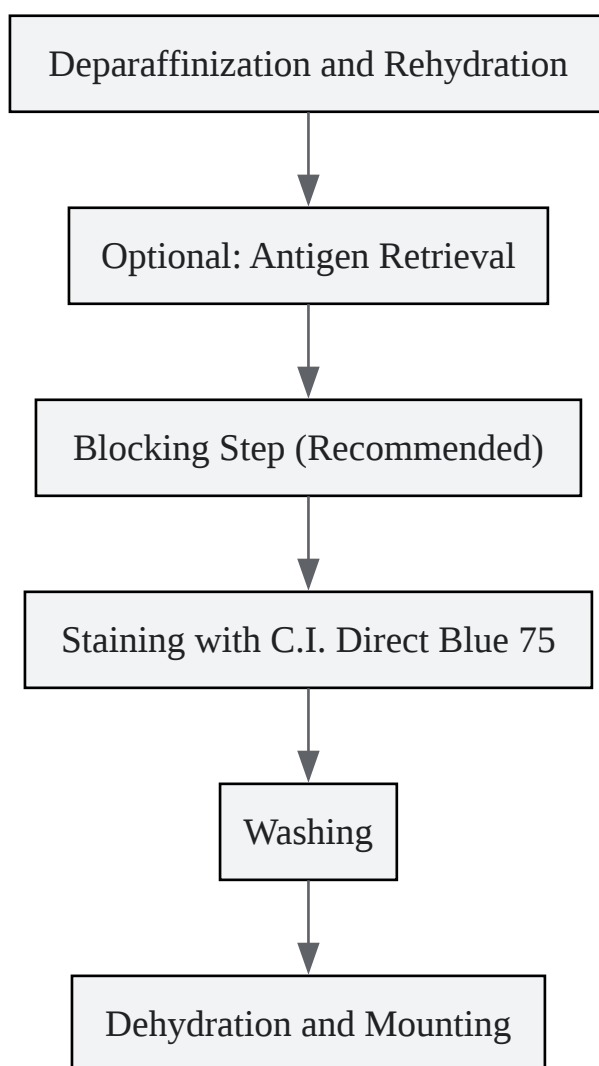 Deparaffinization and Rehydration
Optional: Antigen Retrieval
Blocking Step (Recommended)
Staining with C.I. Direct Blue 75
Washing
Dehydration and Mounting